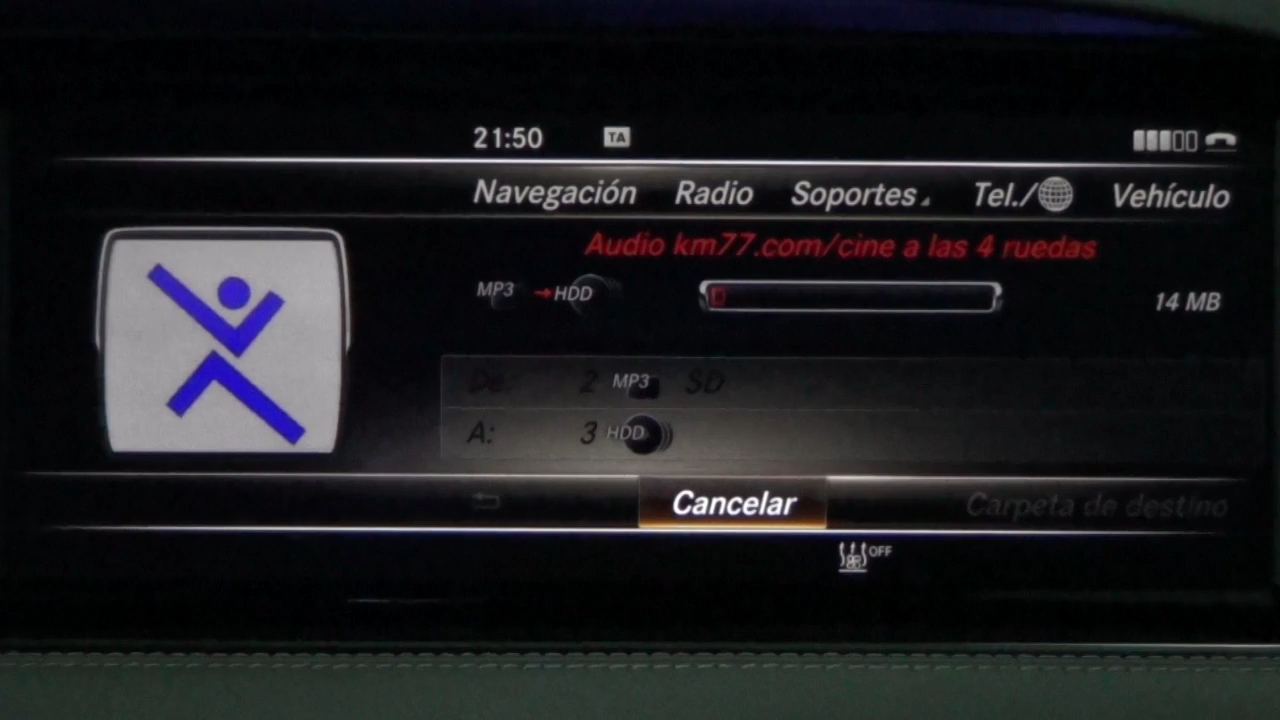 21:50 TA
Navegación Radio Soportes Tel./ Vehículo
Audio km77.com/cine a las 4 ruedas
MP3 → HDD 14 MB
De: 2 MP3 SD
A: 3 HDD
Cancelar Carpeta de destino
OFF